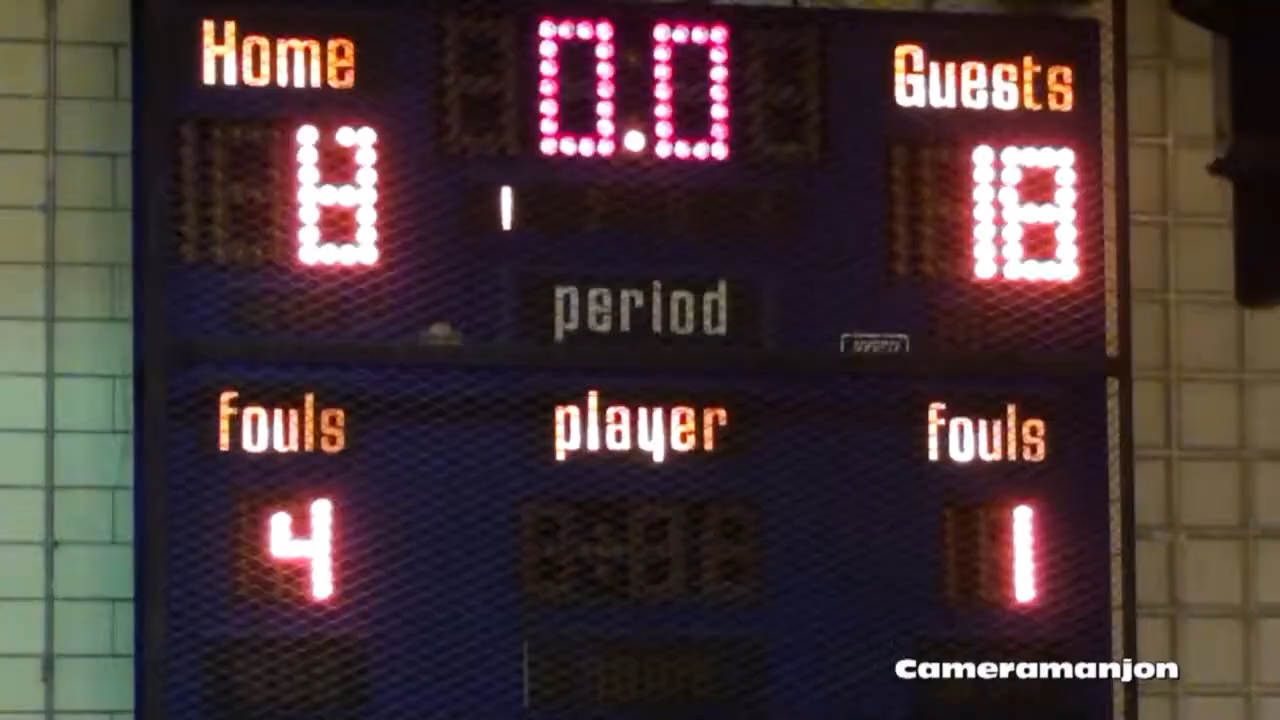 Home 0.0 Guests
8 18
1
period
fouls player fouls
4 1
Cameramanjon